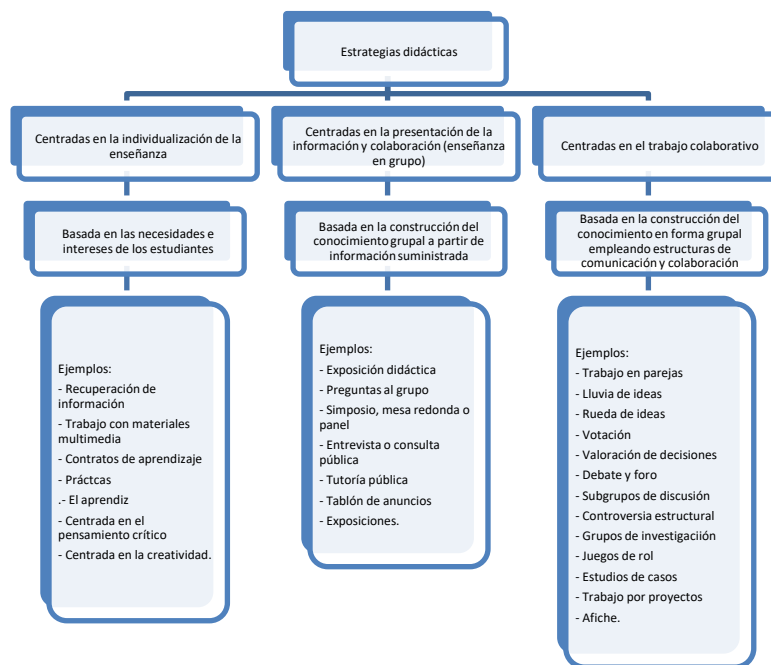 Estrategias didácticas
Centradas en la individualización de la
enseñanza
Centradas en la presentación de la
información y colaboración (enseñanza
en grupo)
Centradas en el trabajo colaborativo
Basada en las necesidades e
intereses de los estudiantes
Basada en la construcción del
conocimiento grupal a partir de
información suministrada
Basada en la construcción del
conocimiento en forma grupal
empleando estructuras de
comunicación y colaboración
Ejemplos:
- Recuperación de
información
- Trabajo con materiales
multimedia
- Contratos de aprendizaje
- Práctcas
.- El aprendiz
- Centrada en el
pensamiento crítico
- Centrada en la creatividad.
Ejemplos:
- Exposición didáctica
- Preguntas al grupo
- Simposio, mesa redonda o
panel
- Entrevista o consulta
pública
- Tutoría pública
- Tablón de anuncios
- Exposiciones.
Ejemplos:
- Trabajo en parejas
- Lluvia de ideas
- Rueda de ideas
- Votación
- Valoración de decisiones
- Debate y foro
- Subgrupos de discusión
- Controversia estructural
- Grupos de investigaciión
- Juegos de rol
- Estudios de casos
- Trabajo por proyectos
- Afiche.